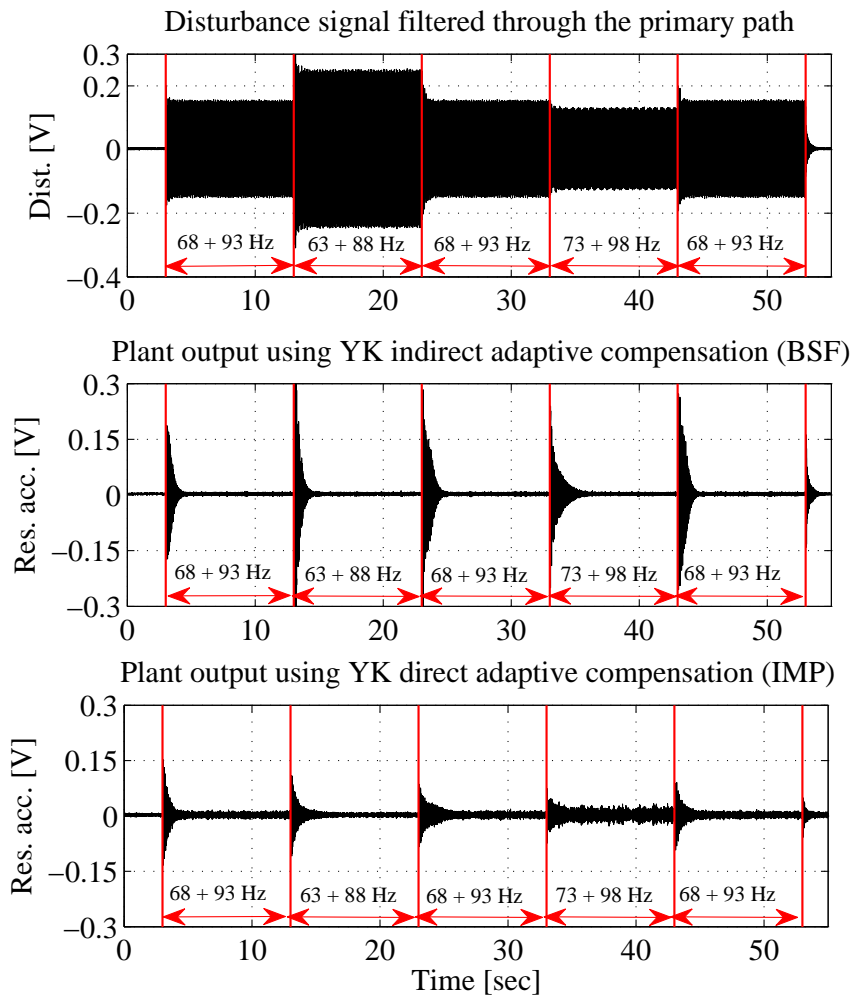 Disturbance signal filtered through the primary path
0.3
0.2
0
−0.2
−0.4
Dist. [V]
68 + 93 Hz
63 + 88 Hz
68 + 93 Hz
73 + 98 Hz
68 + 93 Hz
0 10 20 30 40 50
Plant output using YK indirect adaptive compensation (BSF)
0.3
0.15
0
−0.15
−0.3
Res. acc. [V]
68 + 93 Hz
63 + 88 Hz
68 + 93 Hz
73 + 98 Hz
68 + 93 Hz
0 10 20 30 40 50
Plant output using YK direct adaptive compensation (IMP)
0.3
0.15
0
−0.15
−0.3
Res. acc. [V]
68 + 93 Hz
63 + 88 Hz
68 + 93 Hz
73 + 98 Hz
68 + 93 Hz
0 10 20 30 40 50
Time [sec]